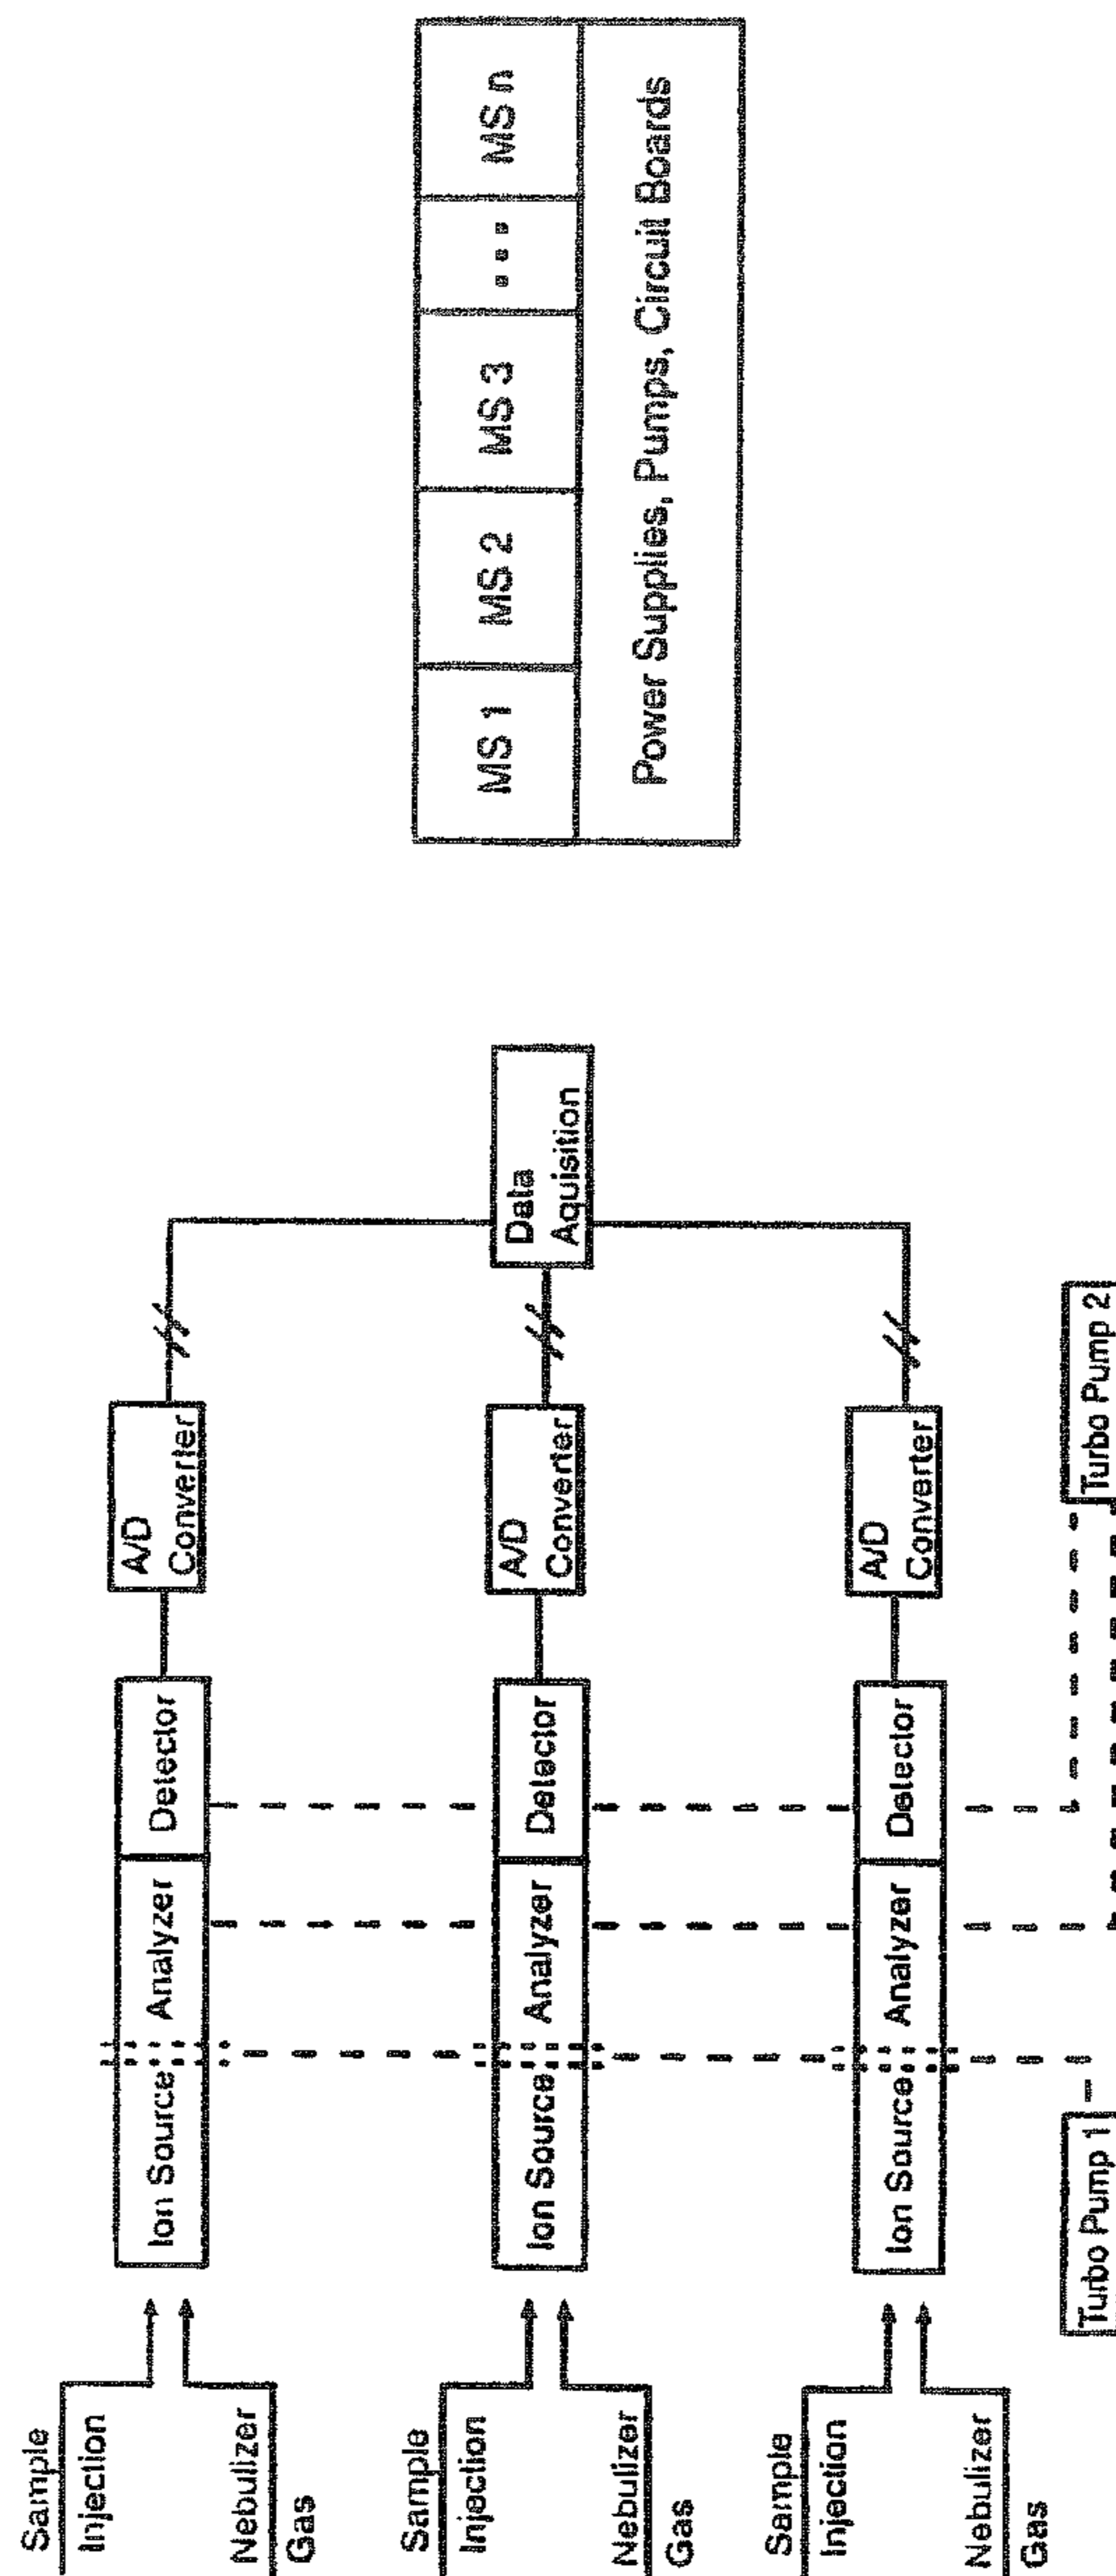 Sample
Injection
Nebulizer
Gas
Ion Source
Analyzer
Detector
A/D
Converter
Sample
Injection
Nebulizer
Gas
Ion Source
Analyzer
Detector
A/D
Converter
Data
Aquisition
Sample
Injection
Nebulizer
Gas
Ion Source
Analyzer
Detector
A/D
Converter
Turbo Pump 1
Turbo Pump 2
MS 1
MS 2
MS 3
...
MS n
Power Supplies, Pumps, Circuit Boards